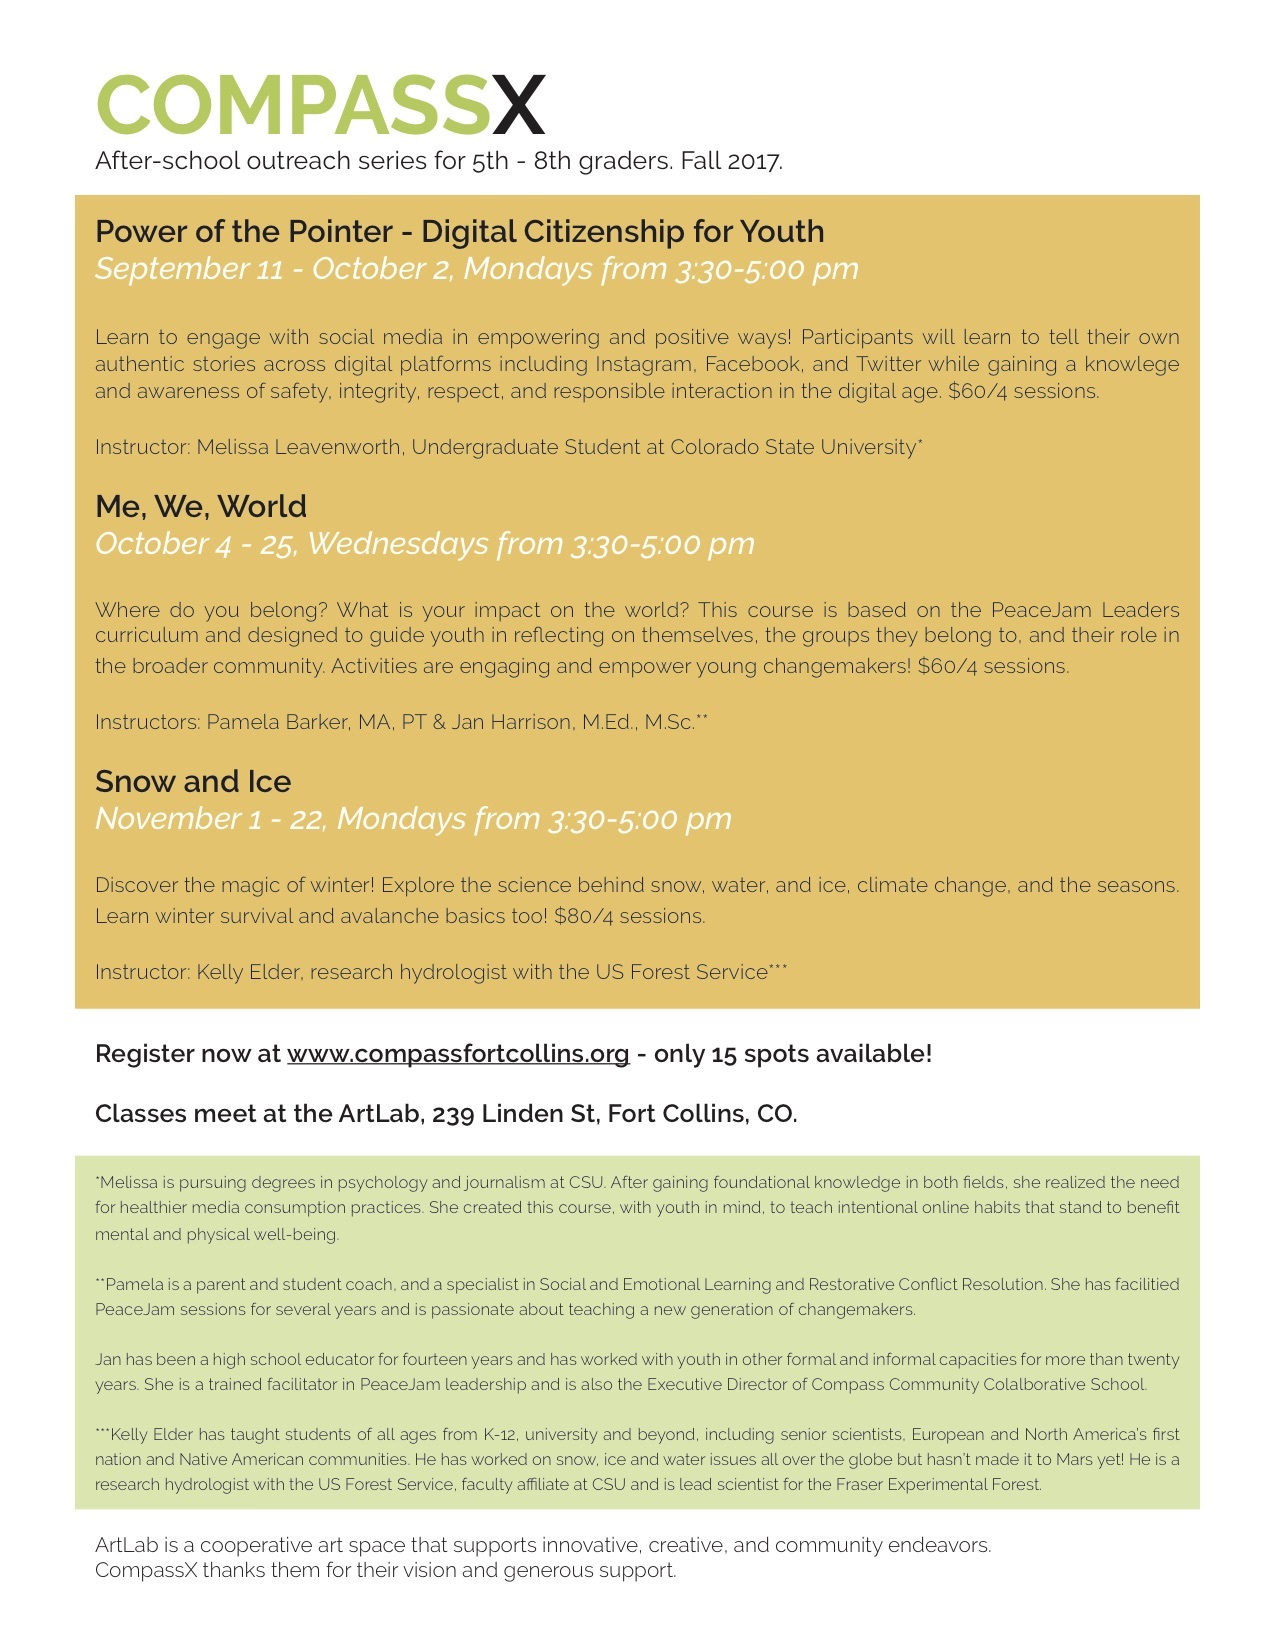 COMPASSX
After-school outreach series for 5th - 8th graders. Fall 2017.
Power of the Pointer - Digital Citizenship for Youth
September 11 - October 2, Mondays from 3:30-5:00 pm
Learn to engage with social media in empowering and positive ways! Participants will learn to tell their own
authentic stories across digital platforms including Instagram, Facebook, and Twitter while gaining a knowlege
and awareness of safety, integrity, respect, and responsible interaction in the digital age. $60/4 sessions.
Instructor: Melissa Leavenworth, Undergraduate Student at Colorado State University*
Me, We, World
October 4 - 25, Wednesdays from 3:30-5:00 pm
Where do you belong? What is your impact on the world? This course is based on the PeaceJam Leaders
curriculum and designed to guide youth in reflecting on themselves, the groups they belong to, and their role in
the broader community. Activities are engaging and empower young changemakers! $60/4 sessions.
Instructors: Pamela Barker, MA, PT & Jan Harrison, M.Ed., M.Sc.**
Snow and Ice
November 1 - 22, Mondays from 3:30-5:00 pm
Discover the magic of winter! Explore the science behind snow, water, and ice, climate change, and the seasons.
Learn winter survival and avalanche basics too! $80/4 sessions.
Instructor: Kelly Elder, research hydrologist with the US Forest Service***
Register now at www.compassfortcollins.org - only 15 spots available!
Classes meet at the ArtLab, 239 Linden St, Fort Collins, CO.
*Melissa is pursuing degrees in psychology and journalism at CSU. After gaining foundational knowledge in both fields, she realized the need
for healthier media consumption practices. She created this course, with youth in mind, to teach intentional online habits that stand to benefit
mental and physical well-being.
**Pamela is a parent and student coach, and a specialist in Social and Emotional Learning and Restorative Conflict Resolution. She has facilitied
PeaceJam sessions for several years and is passionate about teaching a new generation of changemakers.
Jan has been a high school educator for fourteen years and has worked with youth in other formal and informal capacities for more than twenty
years. She is a trained facilitator in PeaceJam leadership and is also the Executive Director of Compass Community Colalborative School.
***Kelly Elder has taught students of all ages from K-12, university and beyond, including senior scientists, European and North America's first
nation and Native American communities. He has worked on snow, ice and water issues all over the globe but hasn't made it to Mars yet! He is a
research hydrologist with the US Forest Service, faculty affiliate at CSU and is lead scientist for the Fraser Experimental Forest.
ArtLab is a cooperative art space that supports innovative, creative, and community endeavors.
CompassX thanks them for their vision and generous support.